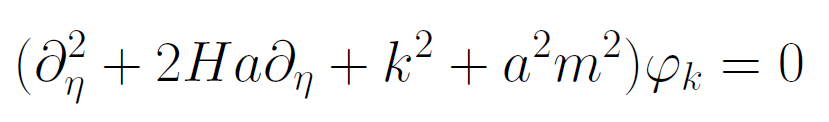 (∂_η^2 + 2Ha∂_η + k^2 + a^2m^2)φ_k = 0